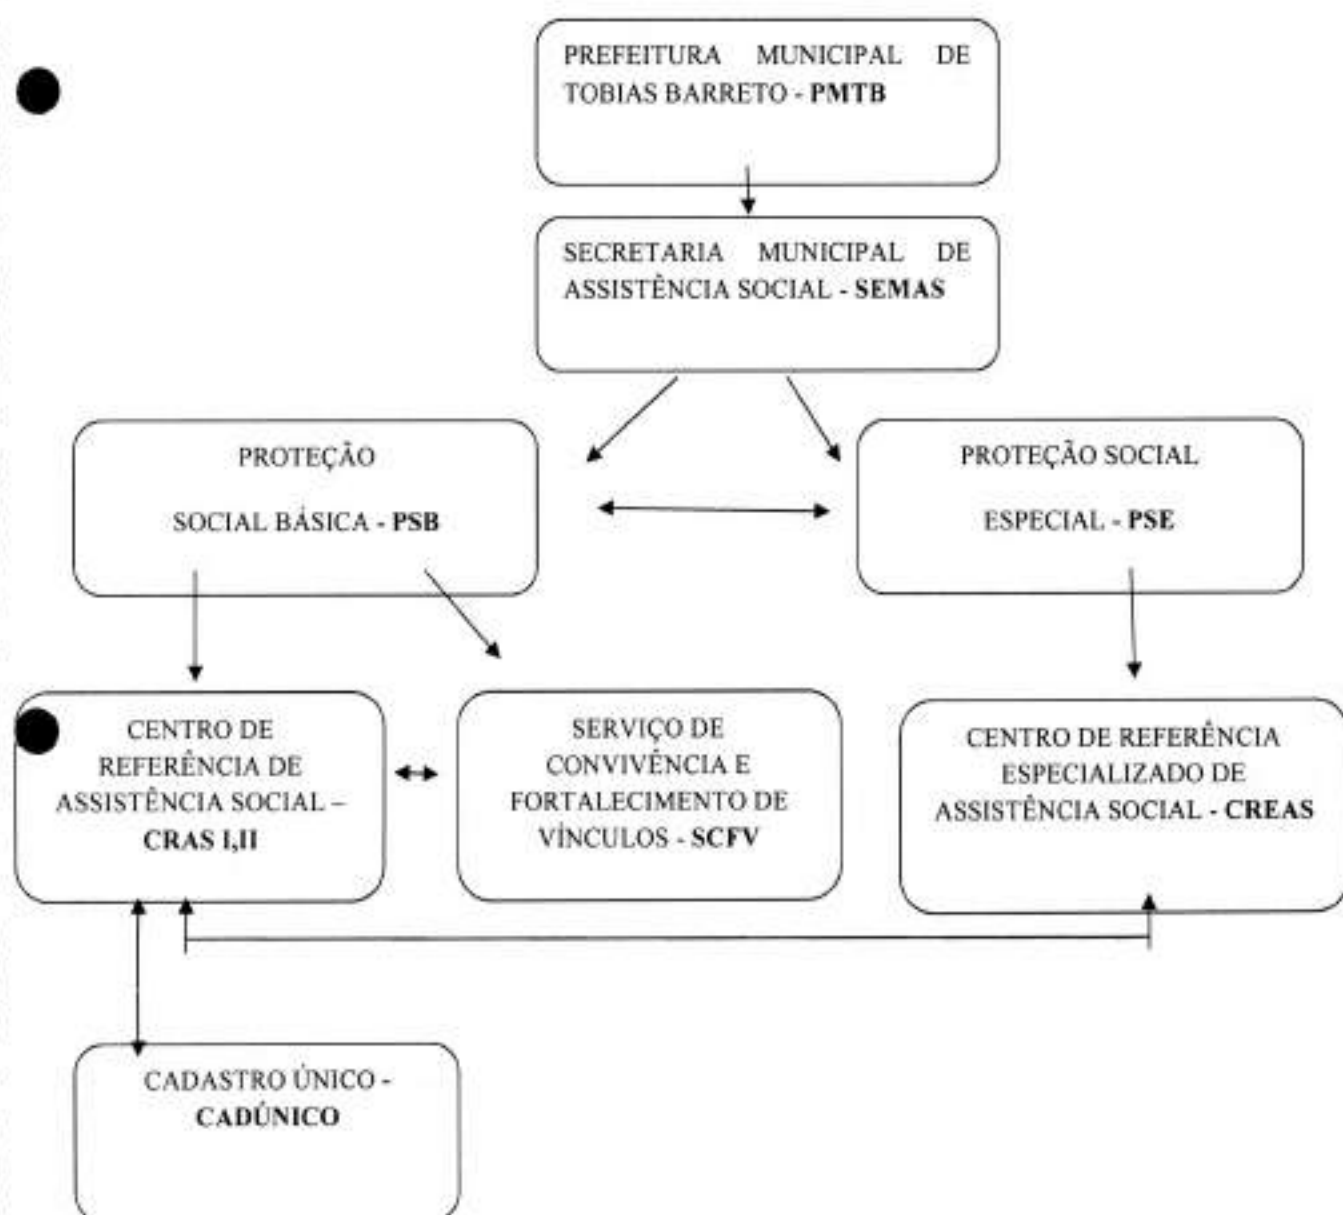 PREFEITURA MUNICIPAL DE
TOBIAS BARRETO - PMTB
SECRETARIA MUNICIPAL DE
ASSISTÊNCIA SOCIAL - SEMAS
PROTEÇÃO
SOCIAL BÁSICA - PSB
PROTEÇÃO SOCIAL
ESPECIAL - PSE
CENTRO DE
REFERÊNCIA DE
ASSISTÊNCIA SOCIAL –
CRAS I,II
SERVIÇO DE
CONVIVÊNCIA E
FORTALECIMENTO DE
VÍNCULOS - SCFV
CENTRO DE REFERÊNCIA
ESPECIALIZADO DE
ASSISTÊNCIA SOCIAL - CREAS
CADASTRO ÚNICO -
CADÚNICO